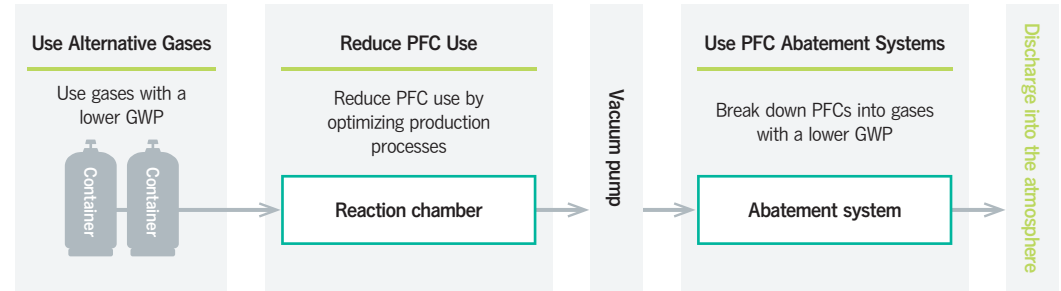 Use Alternative Gases
Use gases with a
lower GWP
Container
Container
Reduce PFC Use
Reduce PFC use by
optimizing production
processes
Reaction chamber
Vacuum pump
Use PFC Abatement Systems
Break down PFCs into gases
with a lower GWP
Abatement system
Discharge into the atmosphere